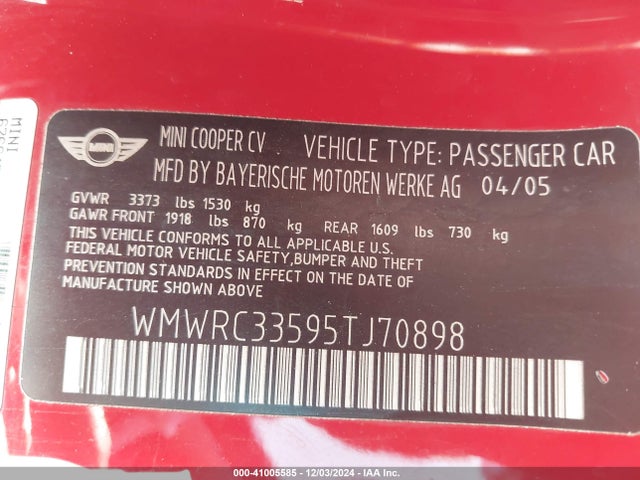 MINI
MINI COOPER CV VEHICLE TYPE: PASSENGER CAR
MFD BY BAYERISCHE MOTOREN WERKE AG 04/05
GVWR 3373 lbs 1530 kg
GAWR FRONT 1918 lbs 870 kg REAR 1609 lbs 730 kg
THIS VEHICLE CONFORMS TO ALL APPLICABLE U.S.
FEDERAL MOTOR VEHICLE SAFETY,BUMPER AND THEFT
PREVENTION STANDARDS IN EFFECT ON THE DATE OF
MANUFACTURE SHOWN ABOVE
WMWRC33595TJ70898
MINI
000-41005585 - 12/03/2024 - IAA Inc.